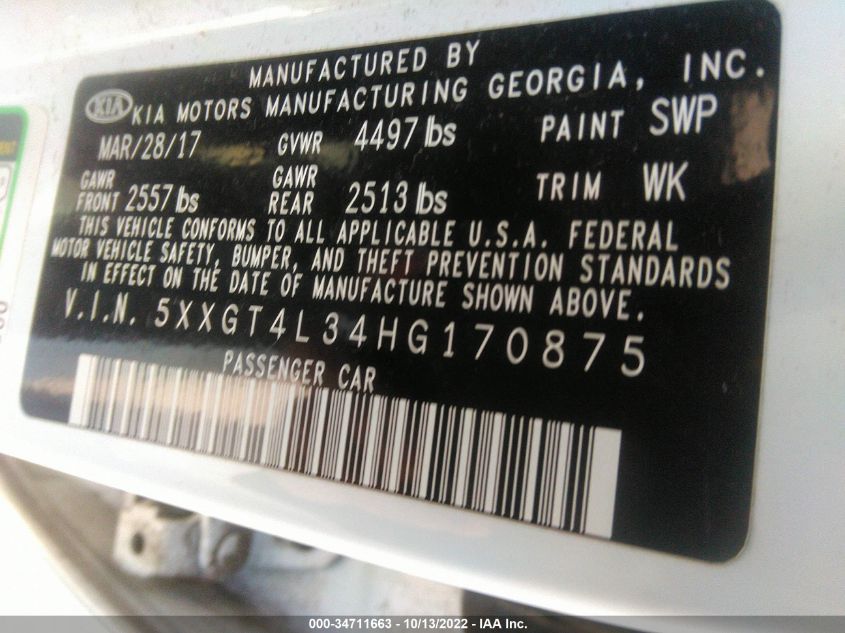 MANUFACTURED BY
KIA KIA MOTORS MANUFACTURING GEORGIA, INC.
MAR/28/17 GVWR 4497 lbs PAINT SWP
GAWR FRONT 2557 lbs GAWR REAR 2513 lbs TRIM WK
THIS VEHICLE CONFORMS TO ALL APPLICABLE U.S.A. FEDERAL
MOTOR VEHICLE SAFETY, BUMPER, AND THEFT PREVENTION STANDARDS
IN EFFECT ON THE DATE OF MANUFACTURE SHOWN ABOVE.
V.I.N. 5XXGT4L34HG170875
PASSENGER CAR
000-34711663 - 10/13/2022 - IAA Inc.